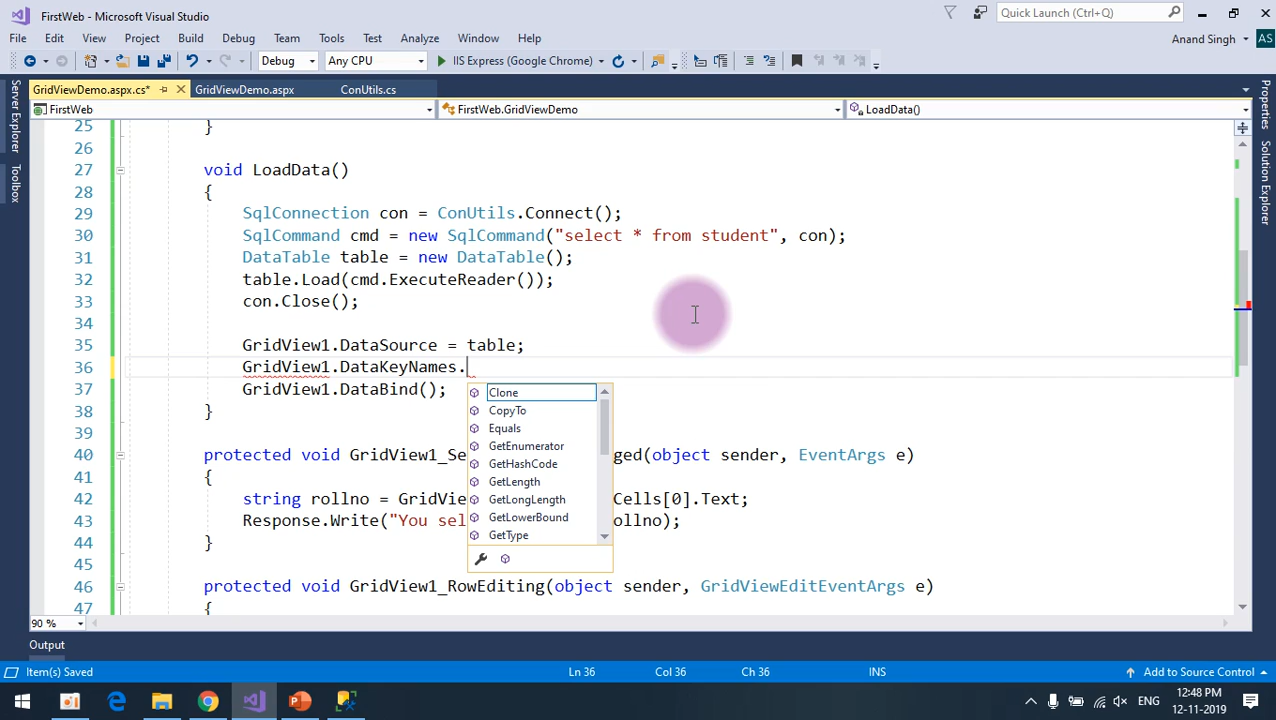 FirstWeb - Microsoft Visual Studio
Quick Launch (Ctrl+Q)
File Edit View Project Build Debug Team Tools Test Analyze Window Help
Anand Singh AS
Debug Any CPU IIS Express (Google Chrome)
GridViewDemo.aspx.cs* GridViewDemo.aspx ConUtils.cs
FirstWeb FirstWeb.GridViewDemo LoadData()
Server Explorer
Toolbox
Properties
Solution Explorer
25 }
26
27 void LoadData()
28 {
29 SqlConnection con = ConUtils.Connect();
30 SqlCommand cmd = new SqlCommand("select * from student", con);
31 DataTable table = new DataTable();
32 table.Load(cmd.ExecuteReader());
33 con.Close();
34
35 GridView1.DataSource = table;
36 GridView1.DataKeyNames.
37 GridView1.DataBind();
38 }
39
40 protected void GridView1_Se ged(object sender, EventArgs e)
41 {
42 string rollno = GridVie Cells[0].Text;
43 Response.Write("You sel ollno);
44 }
45
46 protected void GridView1_RowEditing(object sender, GridViewEditEventArgs e)
47 {
Clone
CopyTo
Equals
GetEnumerator
GetHashCode
GetLength
GetLongLength
GetLowerBound
GetType
90 %
Output
Item(s) Saved Ln 36 Col 36 Ch 36 INS Add to Source Control
ENG 12:48 PM
12-11-2019